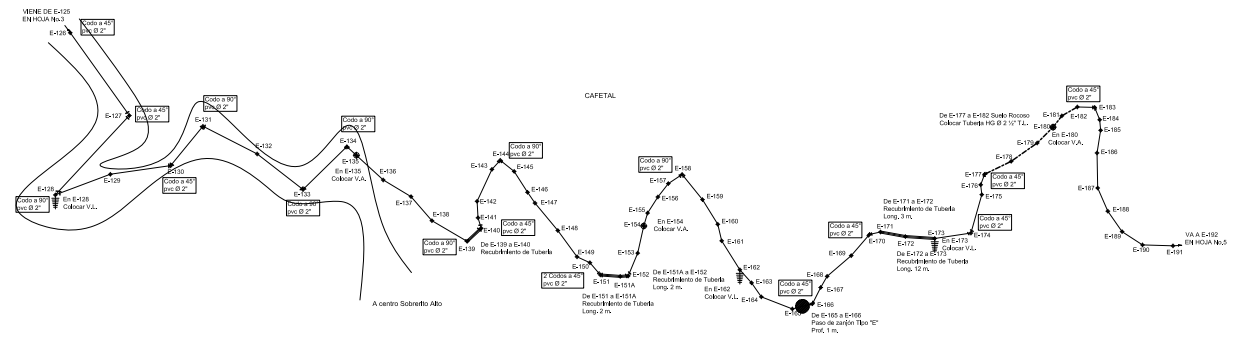 VIENE DE E-125
EN HOJA No.3
E-126
Codo a 45°
pvc Ø 2"
E-127
Codo a 45°
pvc Ø 2"
E-128
Codo a 90°
pvc Ø 2"
En E-128
Colocar V.L.
E-129
E-130
Codo a 45°
pvc Ø 2"
E-131
Codo a 90°
pvc Ø 2"
E-132
E-133
Codo a 90°
pvc Ø 2"
E-134
Codo a 90°
pvc Ø 2"
E-135
En E-135
Colocar V.A.
E-136
E-137
E-138
E-139
Codo a 90°
pvc Ø 2"
A centro Sobrerito Alto
E-140
Codo a 45°
pvc Ø 2"
De E-139 a E-140
Recubrimiento de Tubería
E-141
E-142
E-143
E-144
Codo a 90°
pvc Ø 2"
E-145
E-146
E-147
E-148
E-149
E-150
2 Codos a 45°
pvc Ø 2"
E-151
E-151A
De E-151 a E-151A
Recubrimiento de Tubería
Long. 2 m.
E-152
De E-151A a E-152
Recubrimiento de Tubería
Long. 2 m.
E-153
E-154
En E-154
Colocar V.A.
E-155
E-156
E-157
Codo a 90°
pvc Ø 2"
E-158
CAFETAL
E-159
E-160
E-161
E-162
En E-162
Colocar V.L.
E-163
E-164
E-165
Codo a 45°
pvc Ø 2"
E-166
De E-165 a E-166
Paso de zanjón Tipo "E"
Prof. 1 m.
E-167
E-168
E-169
Codo a 45°
pvc Ø 2"
E-170
E-171
De E-171 a E-172
Recubrimiento de Tubería
Long. 3 m.
E-172
E-173
En E-173
Colocar V.L.
De E-172 a E-173
Recubrimiento de Tubería
Long. 12 m.
E-174
Codo a 45°
pvc Ø 2"
E-175
E-176
E-177
Codo a 45°
pvc Ø 2"
De E-177 a E-182 Suelo Rocoso
Colocar Tubería HG Ø 2 ½" T.L.
E-178
E-179
E-180
En E-180
Colocar V.A.
E-181
E-182
Codo a 45°
pvc Ø 2"
E-183
E-184
E-185
E-186
E-187
E-188
E-189
E-190
E-191
VA A E-192
EN HOJA No.5